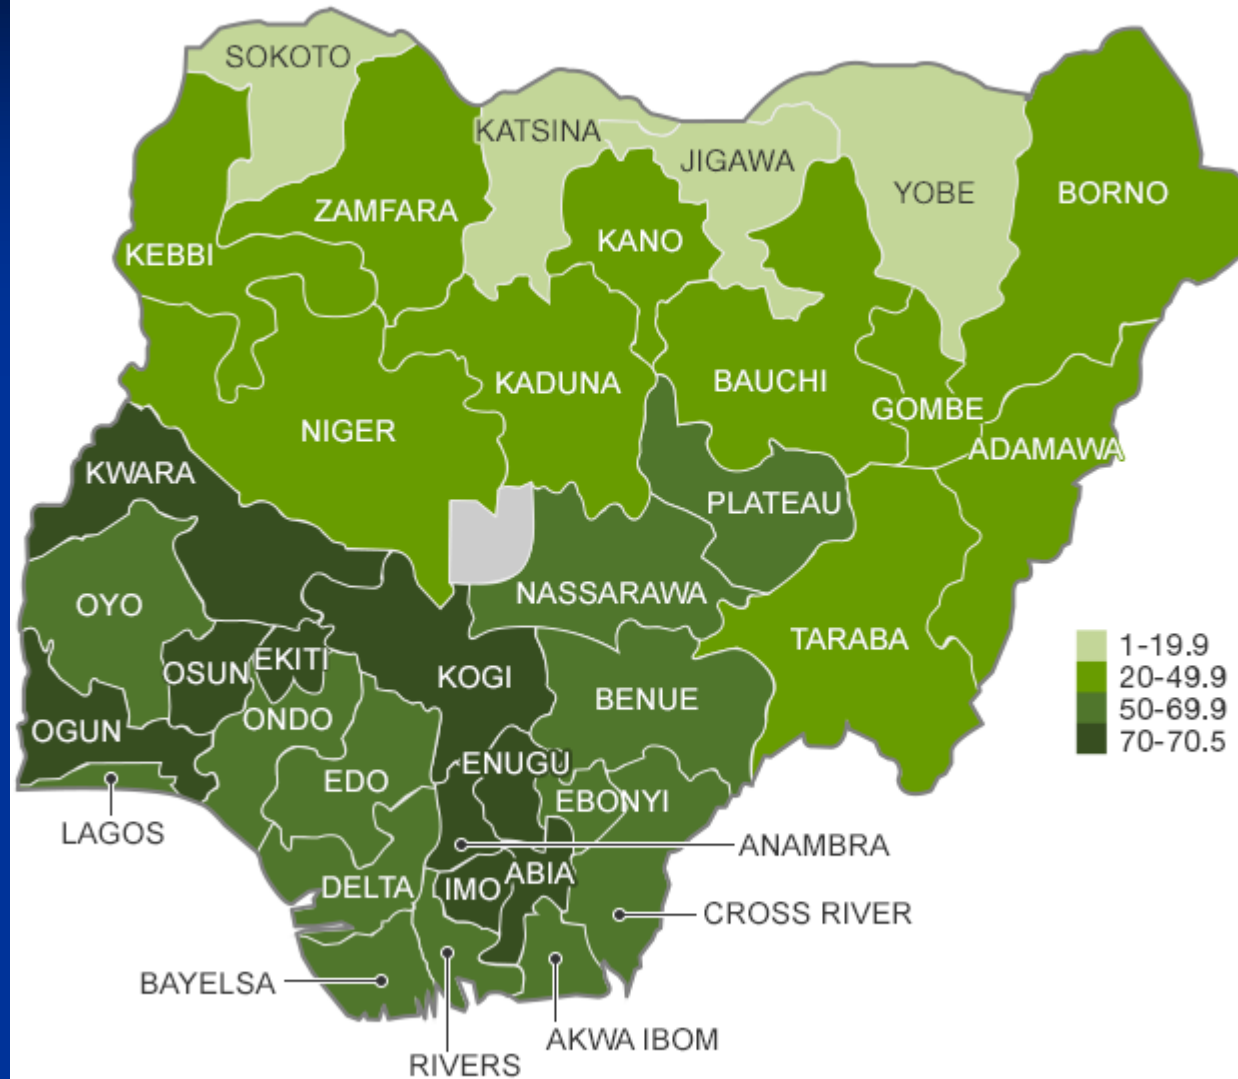 SOKOTO
KATSINA
JIGAWA
YOBE
BORNO
ZAMFARA
KANO
KEBBI
KADUNA
BAUCHI
GOMBE
NIGER
ADAMAWA
KWARA
PLATEAU
NASSARAWA
OYO
TARABA
OSUN
EKITI
KOGI
BENUE
OGUN
ONDO
ENUGU
EDO
EBONYI
LAGOS
ANAMBRA
DELTA
IMO
ABIA
CROSS RIVER
BAYELSA
AKWA IBOM
RIVERS
1-19.9
20-49.9
50-69.9
70-70.5